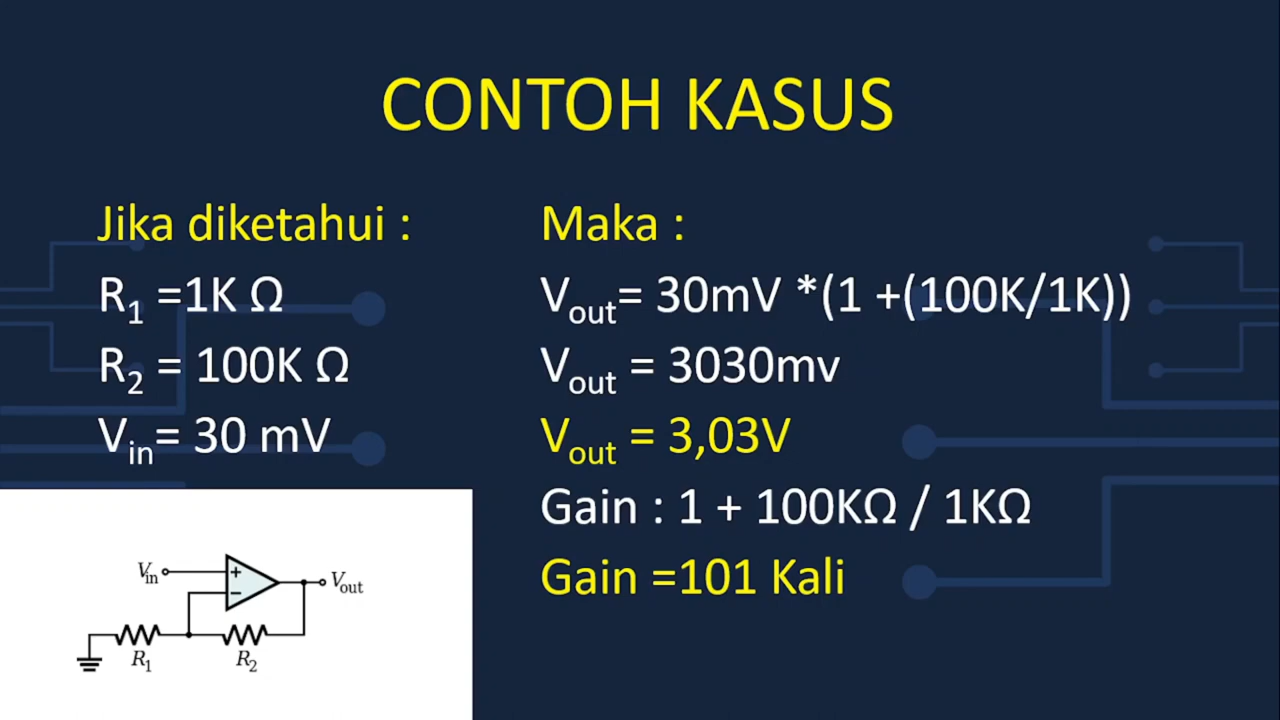 CONTOH KASUS
Jika diketahui :
R₁ =1K Ω
R₂ = 100K Ω
Vᵢₙ= 30 mV
Maka :
Vout= 30mV *(1 +(100K/1K))
Vout = 3030mv
Vout = 3,03V
Gain : 1 + 100KΩ / 1KΩ
Gain =101 Kali
Vin
+
−
Vout
R₁
R₂